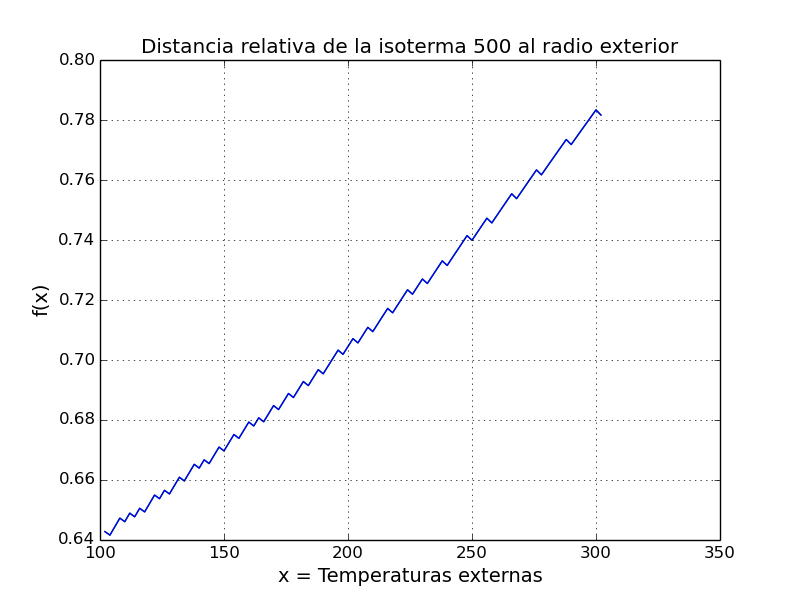 Distancia relativa de la isoterma 500 al radio exterior
0.80
0.78
0.76
0.74
0.72
0.70
0.68
0.66
0.64
f(x)
100 150 200 250 300 350
x = Temperaturas externas